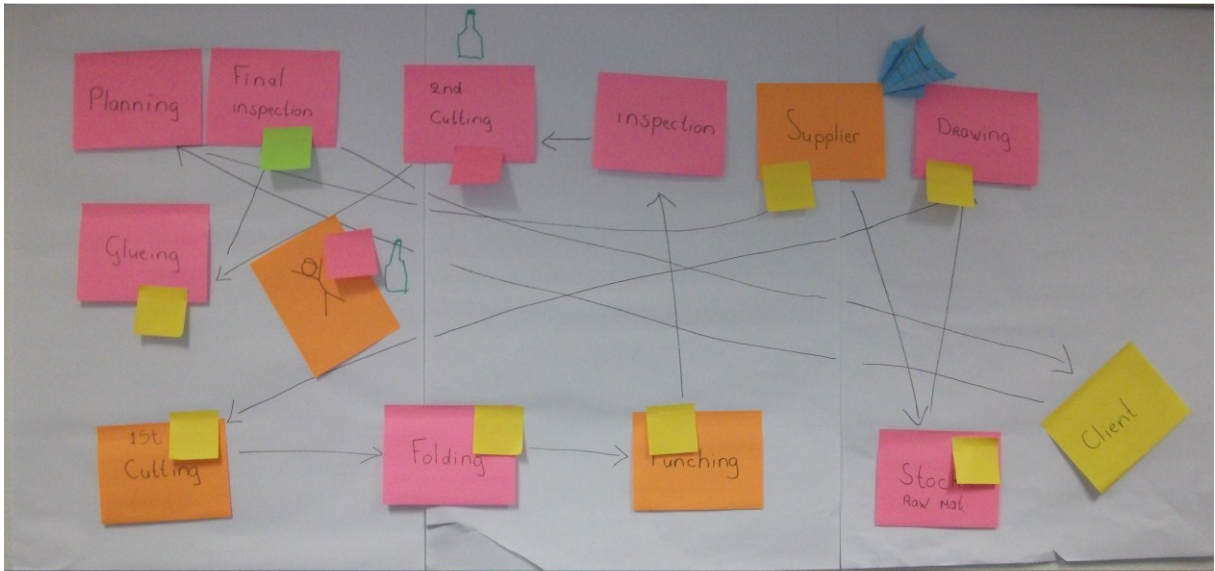 Planning
Final
inspection
2nd
Cutting
inspection
Supplier
Drawing
Glueing
1st
Cutting
Folding
Punching
Client
Stock
Raw Mat